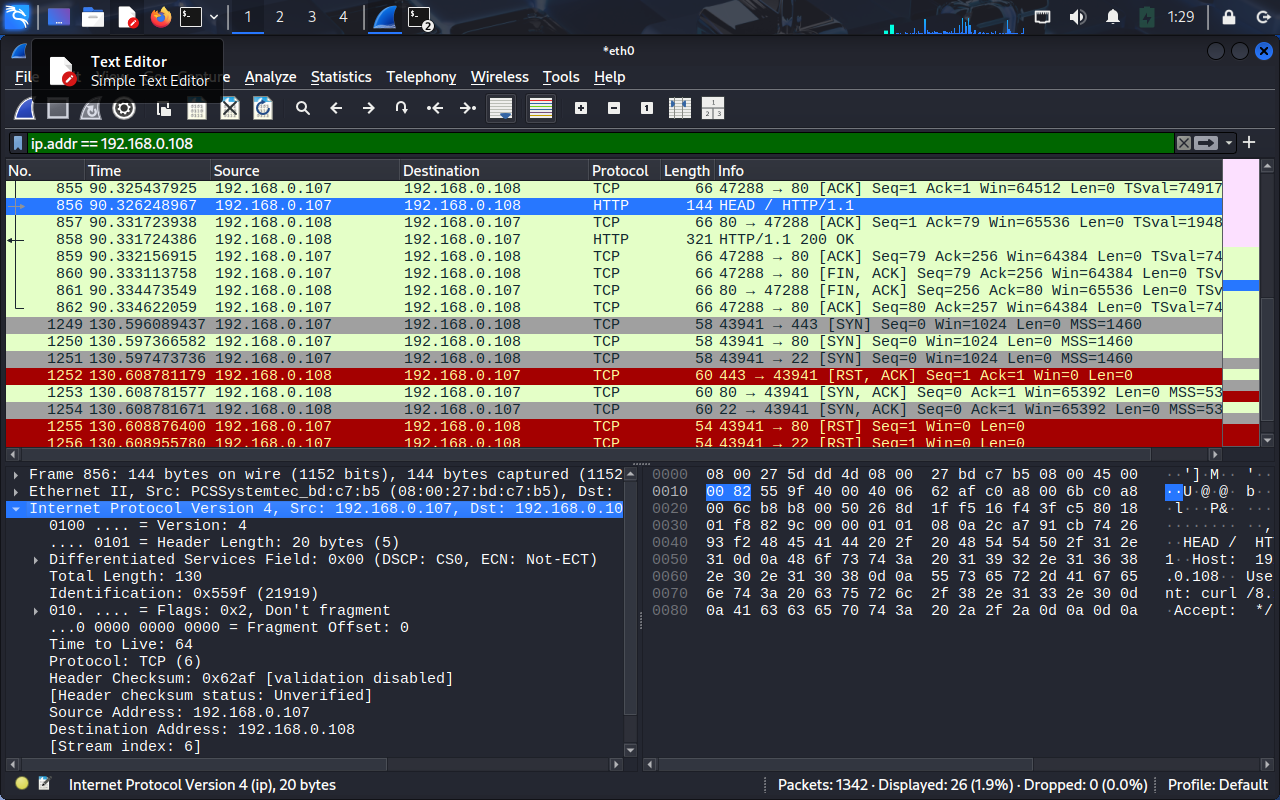 1 2 3 4 2 1:29
*eth0
Text Editor
Simple Text Editor
Analyze Statistics Telephony Wireless Tools Help
ip.addr == 192.168.0.108
No. Time Source Destination Protocol Length Info
855 90.325437925 192.168.0.107 192.168.0.108 TCP 66 47288 → 80 [ACK] Seq=1 Ack=1 Win=64512 Len=0 TSval=74917
856 90.326248967 192.168.0.107 192.168.0.108 HTTP 144 HEAD / HTTP/1.1
857 90.331723938 192.168.0.108 192.168.0.107 TCP 66 80 → 47288 [ACK] Seq=1 Ack=79 Win=65536 Len=0 TSval=1948
858 90.331724386 192.168.0.108 192.168.0.107 HTTP 321 HTTP/1.1 200 OK
859 90.332156915 192.168.0.107 192.168.0.108 TCP 66 47288 → 80 [ACK] Seq=79 Ack=256 Win=64384 Len=0 TSval=74
860 90.333113758 192.168.0.107 192.168.0.108 TCP 66 47288 → 80 [FIN, ACK] Seq=79 Ack=256 Win=64384 Len=0 TSv
861 90.334473549 192.168.0.108 192.168.0.107 TCP 66 80 → 47288 [FIN, ACK] Seq=256 Ack=80 Win=65536 Len=0 TSv
862 90.334622059 192.168.0.107 192.168.0.108 TCP 66 47288 → 80 [ACK] Seq=80 Ack=257 Win=64384 Len=0 TSval=74
1249 130.596089437 192.168.0.107 192.168.0.108 TCP 58 43941 → 443 [SYN] Seq=0 Win=1024 Len=0 MSS=1460
1250 130.597366582 192.168.0.107 192.168.0.108 TCP 58 43941 → 80 [SYN] Seq=0 Win=1024 Len=0 MSS=1460
1251 130.597473736 192.168.0.107 192.168.0.108 TCP 58 43941 → 22 [SYN] Seq=0 Win=1024 Len=0 MSS=1460
1252 130.608781179 192.168.0.108 192.168.0.107 TCP 60 443 → 43941 [RST, ACK] Seq=1 Ack=1 Win=0 Len=0
1253 130.608781577 192.168.0.108 192.168.0.107 TCP 60 80 → 43941 [SYN, ACK] Seq=0 Ack=1 Win=65392 Len=0 MSS=53
1254 130.608781671 192.168.0.108 192.168.0.107 TCP 60 22 → 43941 [SYN, ACK] Seq=0 Ack=1 Win=65392 Len=0 MSS=53
1255 130.608876400 192.168.0.107 192.168.0.108 TCP 54 43941 → 80 [RST] Seq=1 Win=0 Len=0
1256 130.608955780 192.168.0.107 192.168.0.108 TCP 54 43941 → 22 [RST] Seq=1 Win=0 Len=0
Frame 856: 144 bytes on wire (1152 bits), 144 bytes captured (1152
Ethernet II, Src: PCSSystemtec_bd:c7:b5 (08:00:27:bd:c7:b5), Dst:
Internet Protocol Version 4, Src: 192.168.0.107, Dst: 192.168.0.10
0100 .... = Version: 4
.... 0101 = Header Length: 20 bytes (5)
Differentiated Services Field: 0x00 (DSCP: CS0, ECN: Not-ECT)
Total Length: 130
Identification: 0x559f (21919)
010. .... = Flags: 0x2, Don't fragment
...0 0000 0000 0000 = Fragment Offset: 0
Time to Live: 64
Protocol: TCP (6)
Header Checksum: 0x62af [validation disabled]
[Header checksum status: Unverified]
Source Address: 192.168.0.107
Destination Address: 192.168.0.108
[Stream index: 6]
0000 08 00 27 5d dd 4d 08 00 27 bd c7 b5 08 00 45 00 ··']·M·· '·
0010 00 82 55 9f 40 00 40 06 62 af c0 a8 00 6b c0 a8 ··U·@·@· b·
0020 00 6c b8 b8 00 50 26 8d 1f f5 16 f4 3f c5 80 18 ·l···P&· ··
0030 01 f8 82 9c 00 00 01 01 08 0a 2c a7 91 cb 74 26 ········ ··,
0040 93 f2 48 45 41 44 20 2f 20 48 54 54 50 2f 31 2e ··HEAD / HT
0050 31 0d 0a 48 6f 73 74 3a 20 31 39 32 2e 31 36 38 1··Host: 19
0060 2e 30 2e 31 30 38 0d 0a 55 73 65 72 2d 41 67 65 .0.108·· Use
0070 6e 74 3a 20 63 75 72 6c 2f 38 2e 31 33 2e 30 0d nt: curl /8.
0080 0a 41 63 63 65 70 74 3a 20 2a 2f 2a 0d 0a 0d 0a ·Accept: */
Internet Protocol Version 4 (ip), 20 bytes Packets: 1342 · Displayed: 26 (1.9%) · Dropped: 0 (0.0%) Profile: Default